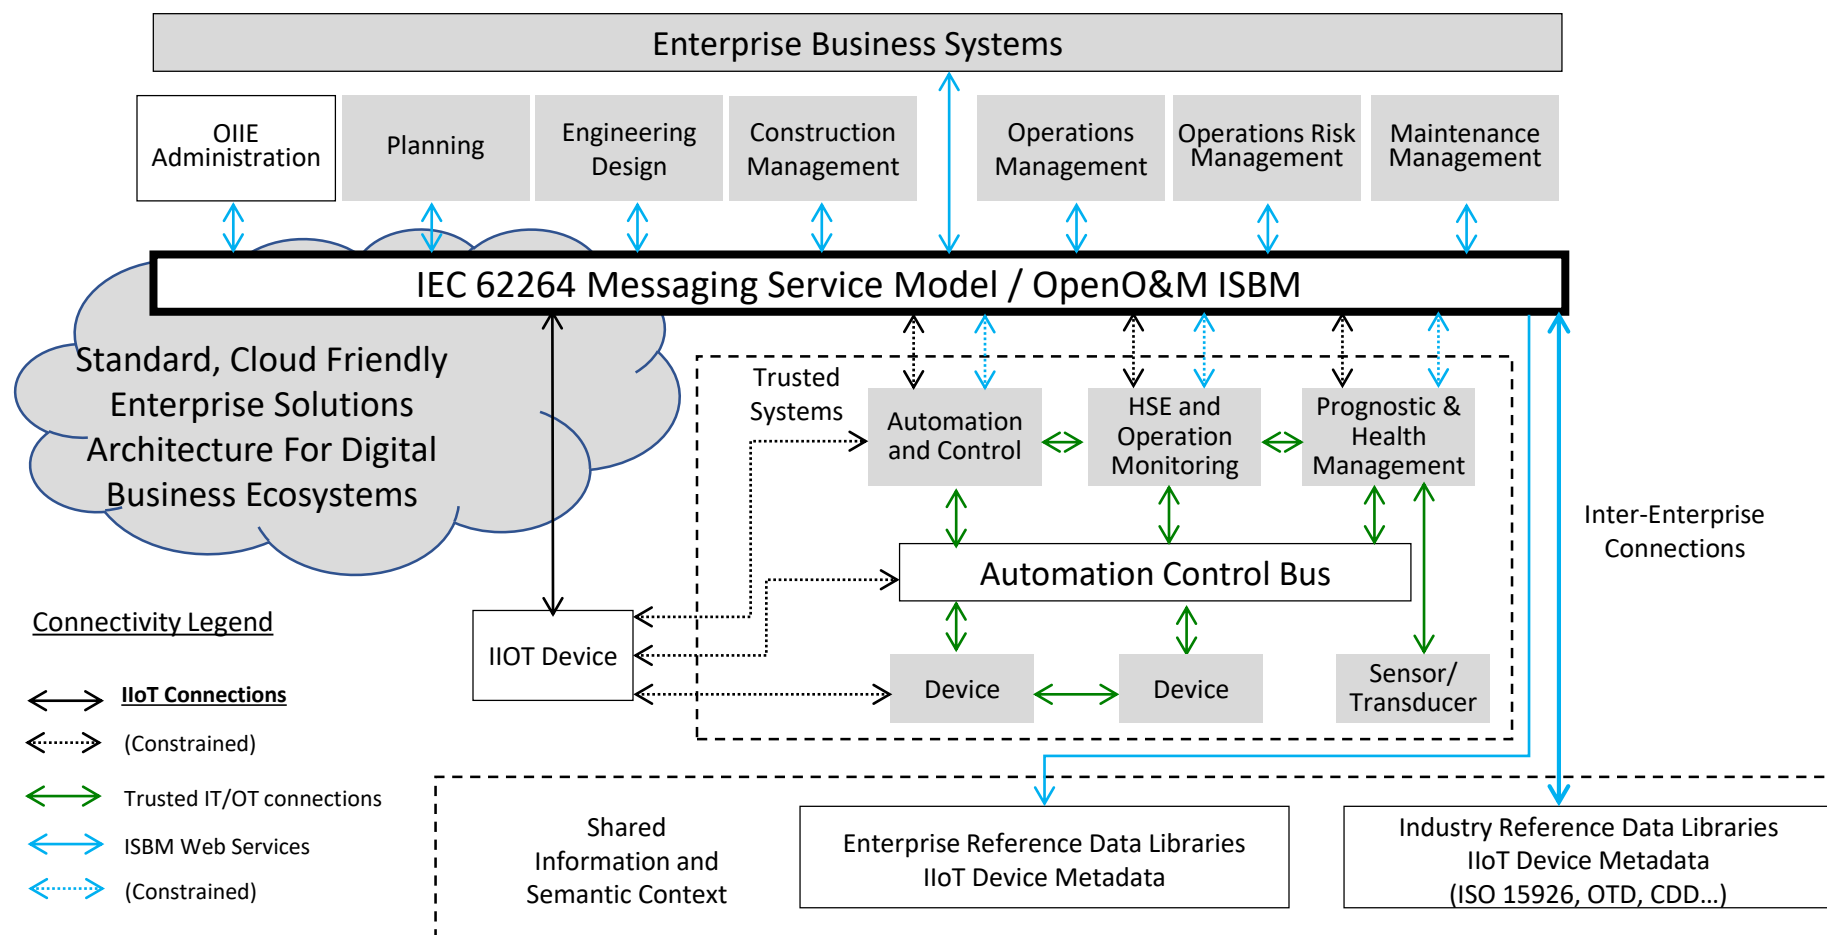 Enterprise Business Systems
OIIE
Administration
Planning
Engineering
Design
Construction
Management
Operations
Management
Operations Risk
Management
Maintenance
Management
IEC 62264 Messaging Service Model / OpenO&M ISBM
Standard, Cloud Friendly
Enterprise Solutions
Architecture For Digital
Business Ecosystems
Trusted
Systems
Automation
and Control
HSE and
Operation
Monitoring
Prognostic &
Health
Management
Inter-Enterprise
Connections
Automation Control Bus
IIOT Device
Device
Device
Sensor/
Transducer
Connectivity Legend
IIoT Connections
(Constrained)
Trusted IT/OT connections
ISBM Web Services
(Constrained)
Shared
Information and
Semantic Context
Enterprise Reference Data Libraries
IIoT Device Metadata
Industry Reference Data Libraries
IIoT Device Metadata
(ISO 15926, OTD, CDD...)